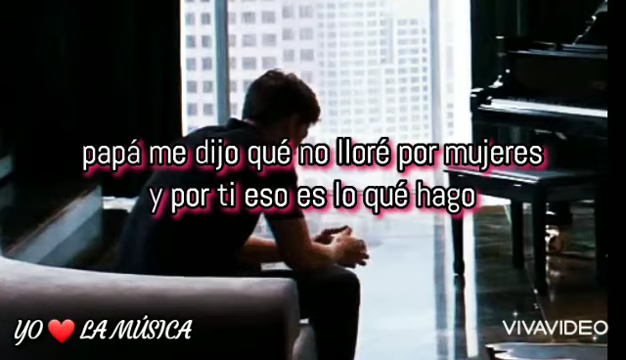 papá me dijo qué no lloré por mujeres
y por ti eso es lo qué hago
YO ❤️ LA MÚSICA
VIVAVIDEO